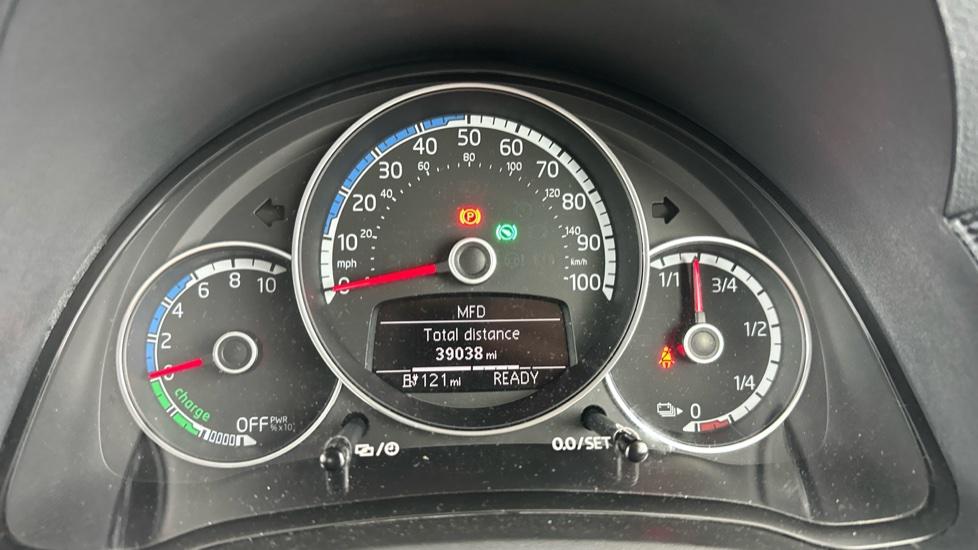 50
40 60
60 80 100
30 70
20 40 120 80
P
10 20 140 90
mph km/h
0 100
MFD
Total distance
39038 mi
121 mi READY
0 2 4 6 8 10
charge
OFF PWR
% x 10
1/1 3/4
1/2
1/4
0
0.0/SET